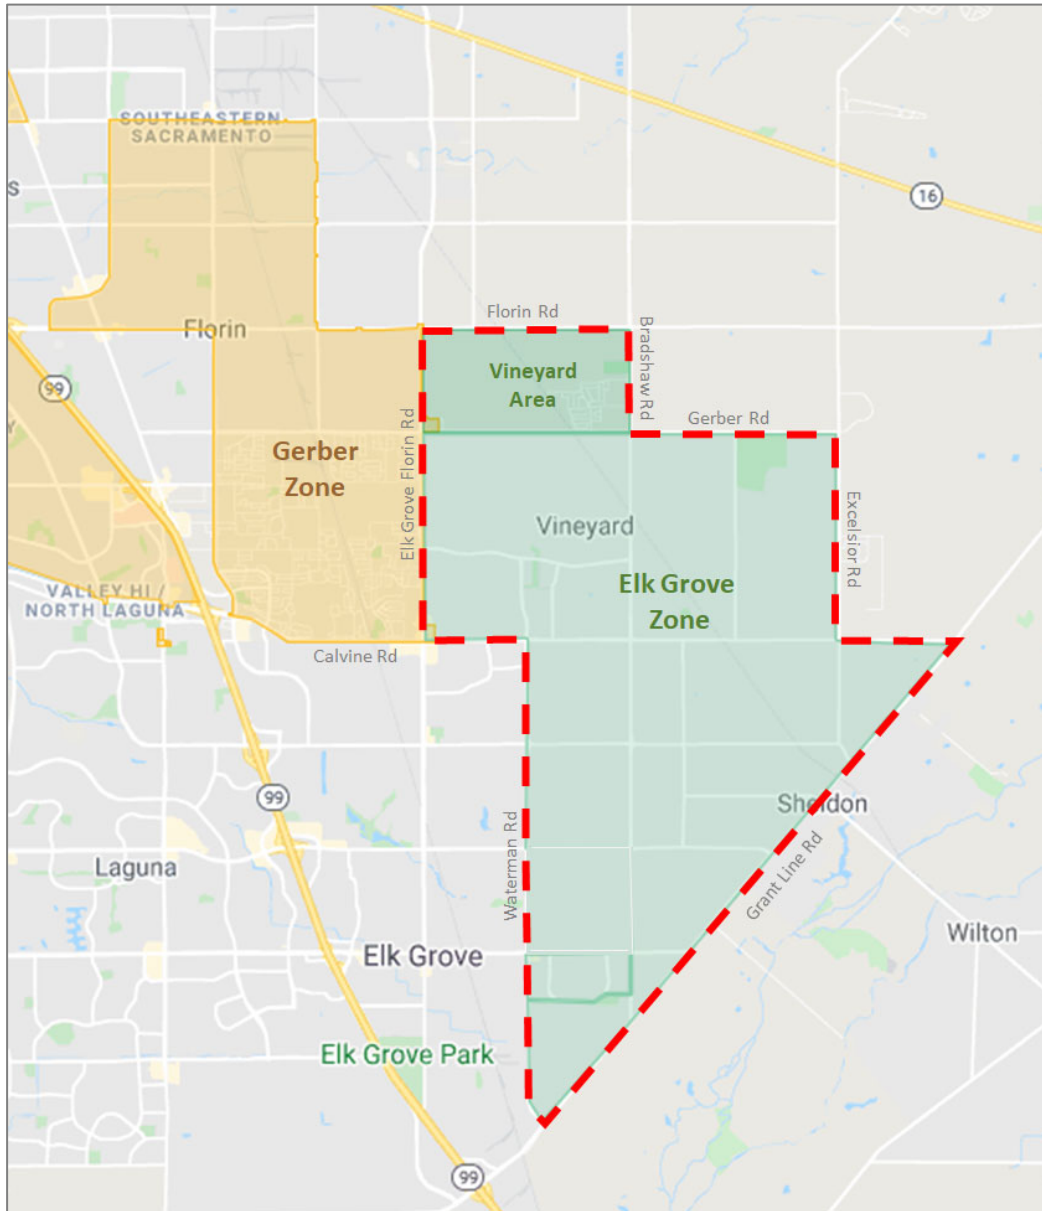 SOUTHEASTERN
SACRAMENTO
S
16
Florin Rd
Florin
Bradshaw Rd
Vineyard
Area
99
Gerber Rd
Elk Grove Florin Rd
Gerber
Zone
Y
Excelsior Rd
Vineyard
Elk Grove
Zone
VALLEY HI /
NORTH LAGUNA
Calvine Rd
99
Sheldon
Waterman Rd
Grant Line Rd
Laguna
Wilton
Elk Grove
Elk Grove Park
99